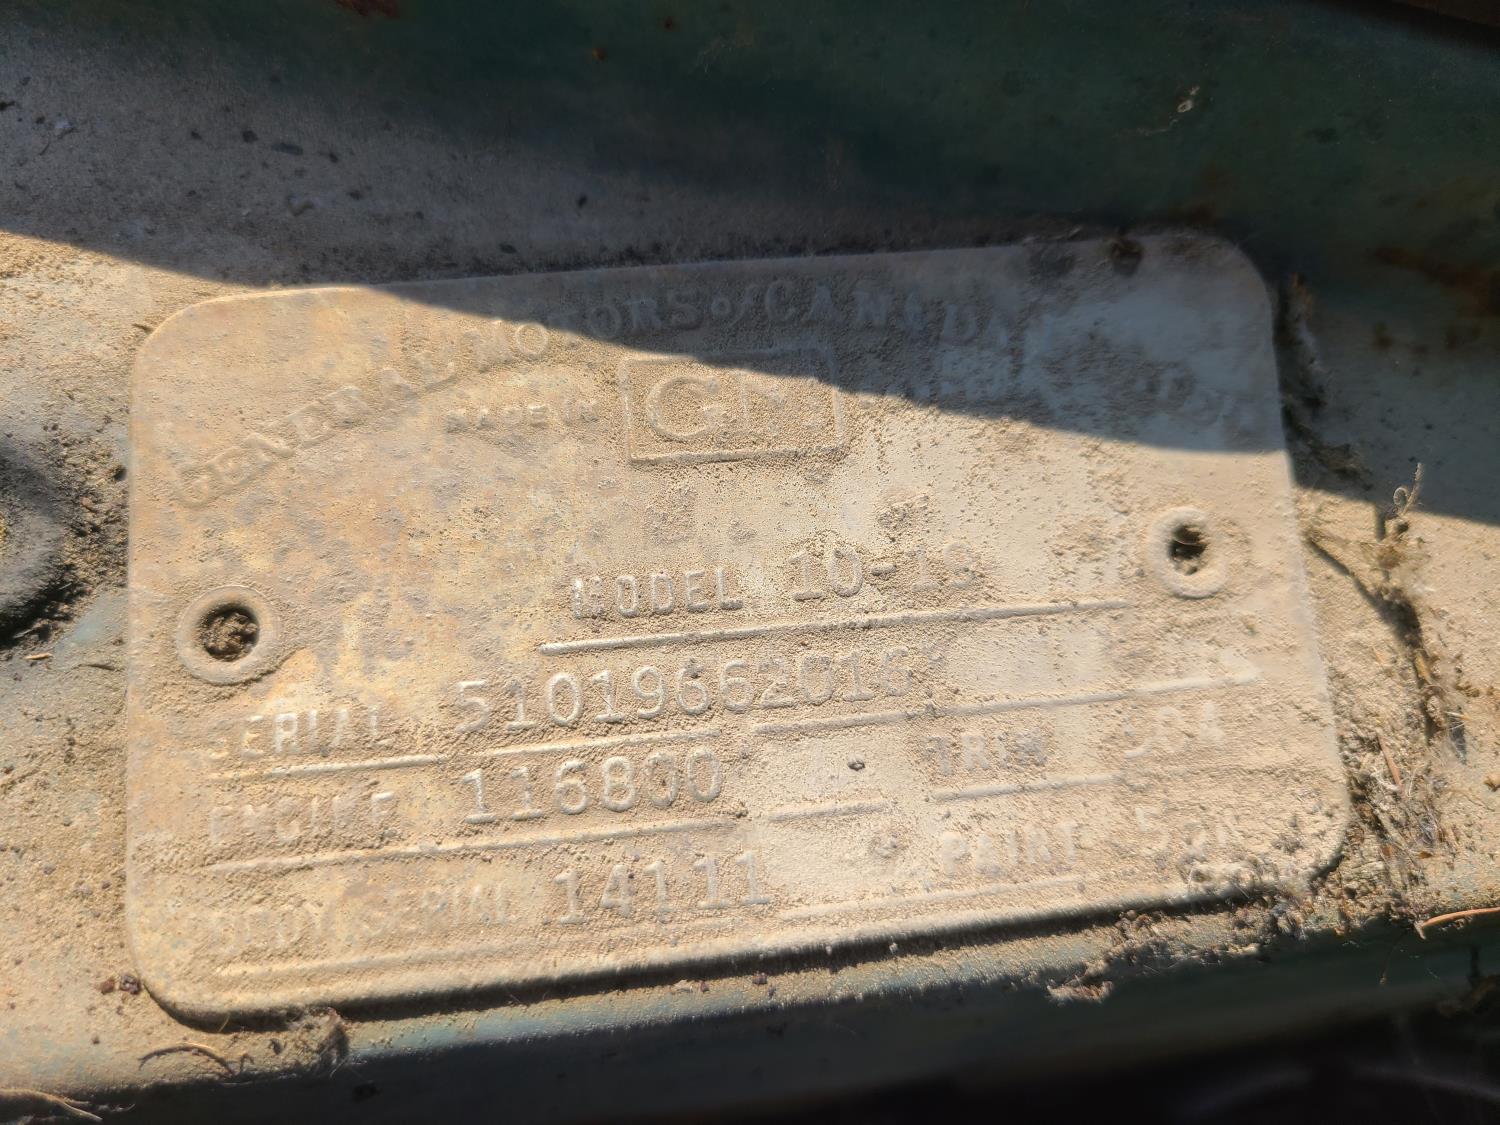 GENERAL MOTORS of CANADA
MADE IN GM
MODEL 10-19
SERIAL 51019662016
ENGINE 116800 TRIM 504
BODY SERIAL 14111 PAINT